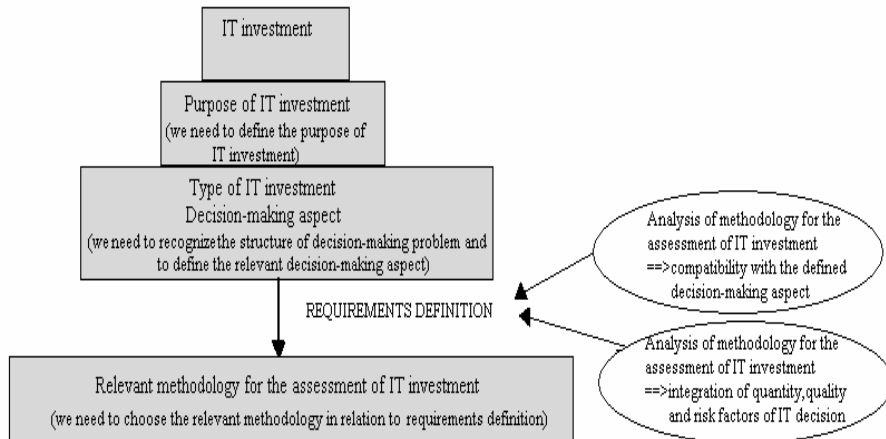 IT investment
Purpose of IT investment
(we need to define the purpose of
IT investment)
Type of IT investment
Decision-making aspect
(we need to recognize the structure of decision-making problem and
to define the relevant decision-making aspect)
Analysis of methodology for the
assessment of IT investment
==>compatibility with the defined
decision-making aspect
REQUIREMENTS DEFINITION
Analysis of methodology for the
assessment of IT investment
==>integration of quantity,quality
and risk factors of IT decision
Relevant methodology for the assessment of IT investment
(we need to choose the relevant methodology in relation to requirements definition)